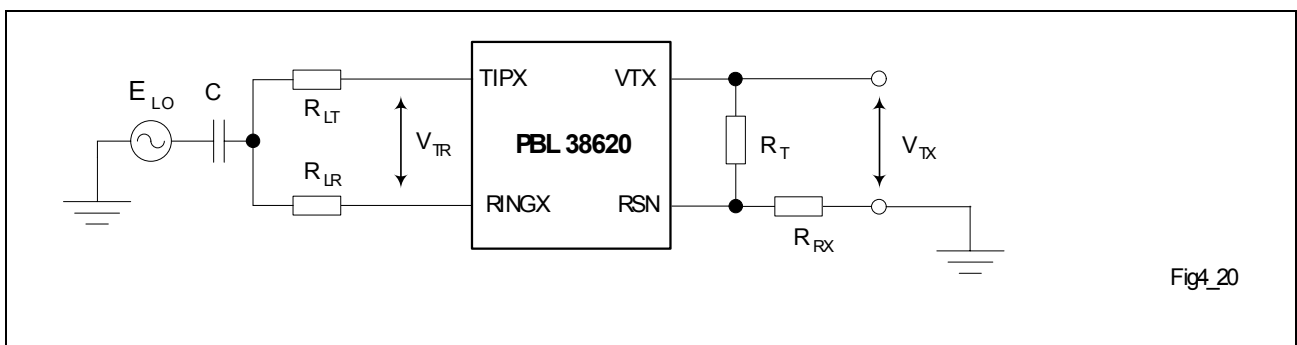 E LO
C
R LT
R LR
V TR
TIPX
RINGX
PBL 38620
VTX
RSN
R T
R RX
V TX
Fig4_20